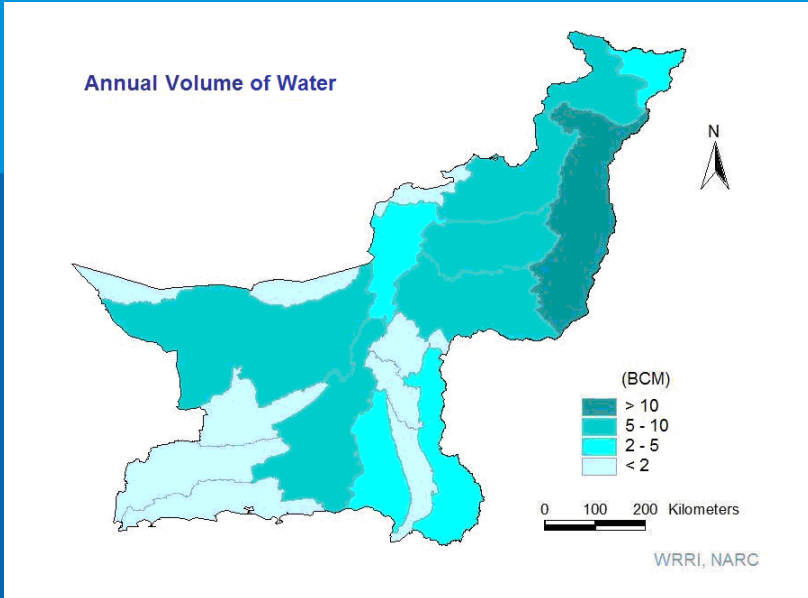 Annual Volume of Water
N
(BCM)
> 10
5 - 10
2 - 5
< 2
0 100 200 Kilometers
WRRI, NARC